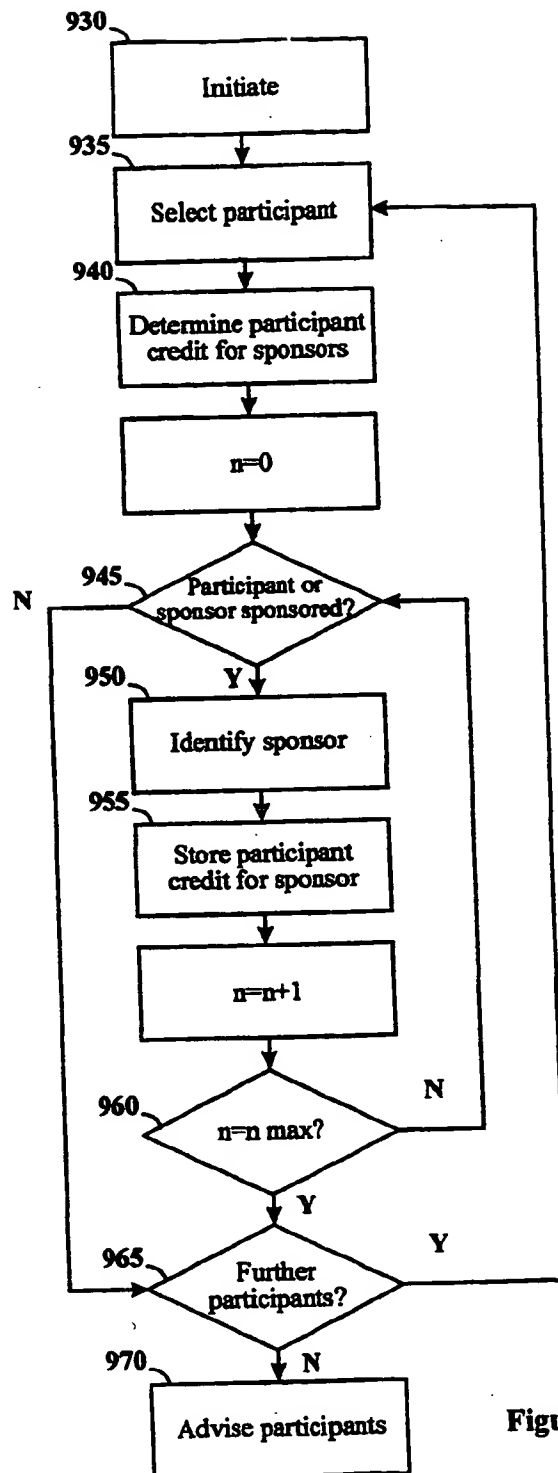 930
Initiate
935
Select participant
940
Determine participant
credit for sponsors
n=0
945
N
Participant or
sponsor sponsored?
Y
950
Identify sponsor
955
Store participant
credit for sponsor
n=n+1
960
N
n=n max?
Y
965
Y
Further
participants?
N
970
Advise participants